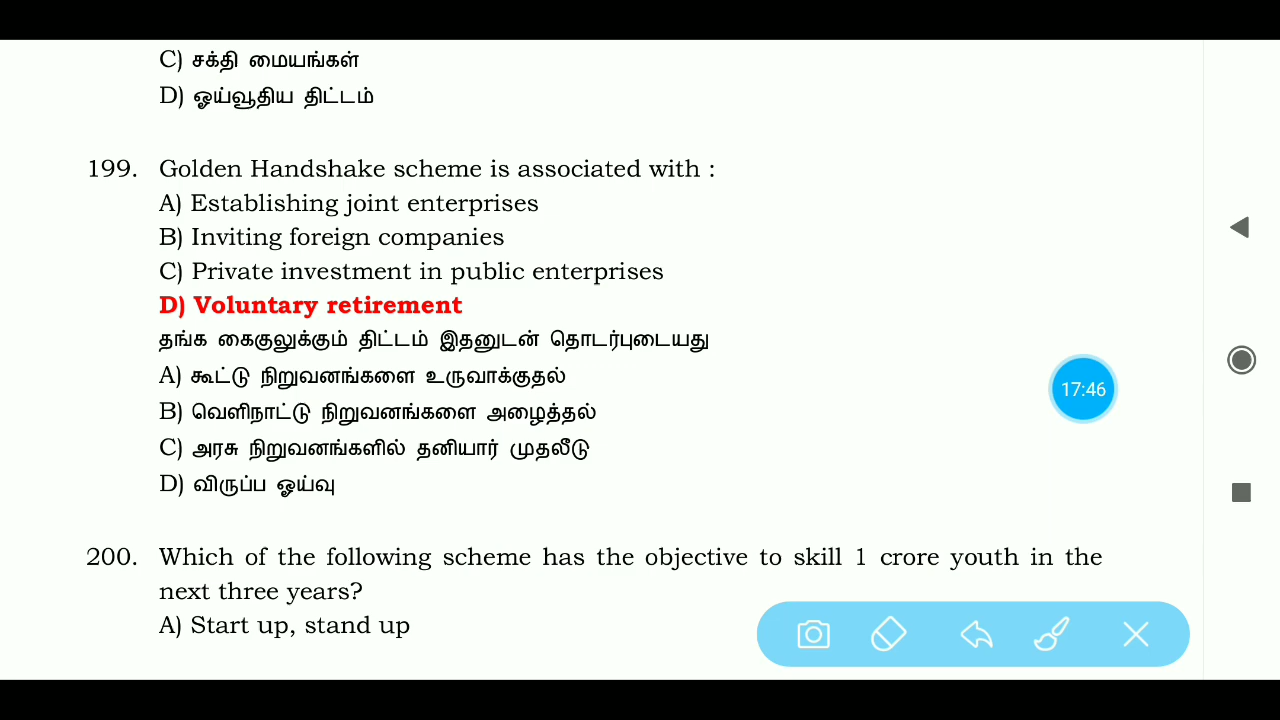 C) சக்தி மையங்கள்
D) ஓய்வூதிய திட்டம்
199. Golden Handshake scheme is associated with :
A) Establishing joint enterprises
B) Inviting foreign companies
C) Private investment in public enterprises
D) Voluntary retirement
தங்க கைகுலுக்கும் திட்டம் இதனுடன் தொடர்புடையது
A) கூட்டு நிறுவனங்களை உருவாக்குதல்
B) வெளிநாட்டு நிறுவனங்களை அழைத்தல்
C) அரசு நிறுவனங்களில் தனியார் முதலீடு
D) விருப்ப ஓய்வு
17:46
200. Which of the following scheme has the objective to skill 1 crore youth in the
next three years?
A) Start up, stand up